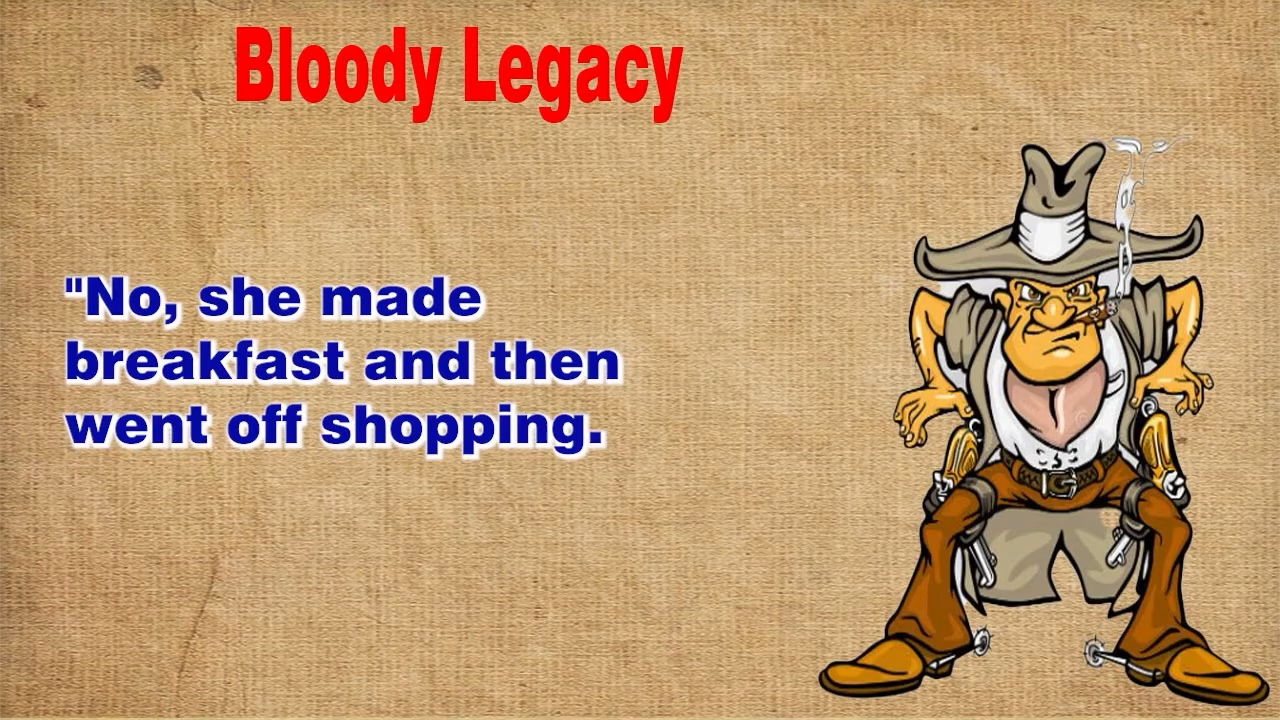 Bloody Legacy
"No, she made
breakfast and then
went off shopping.